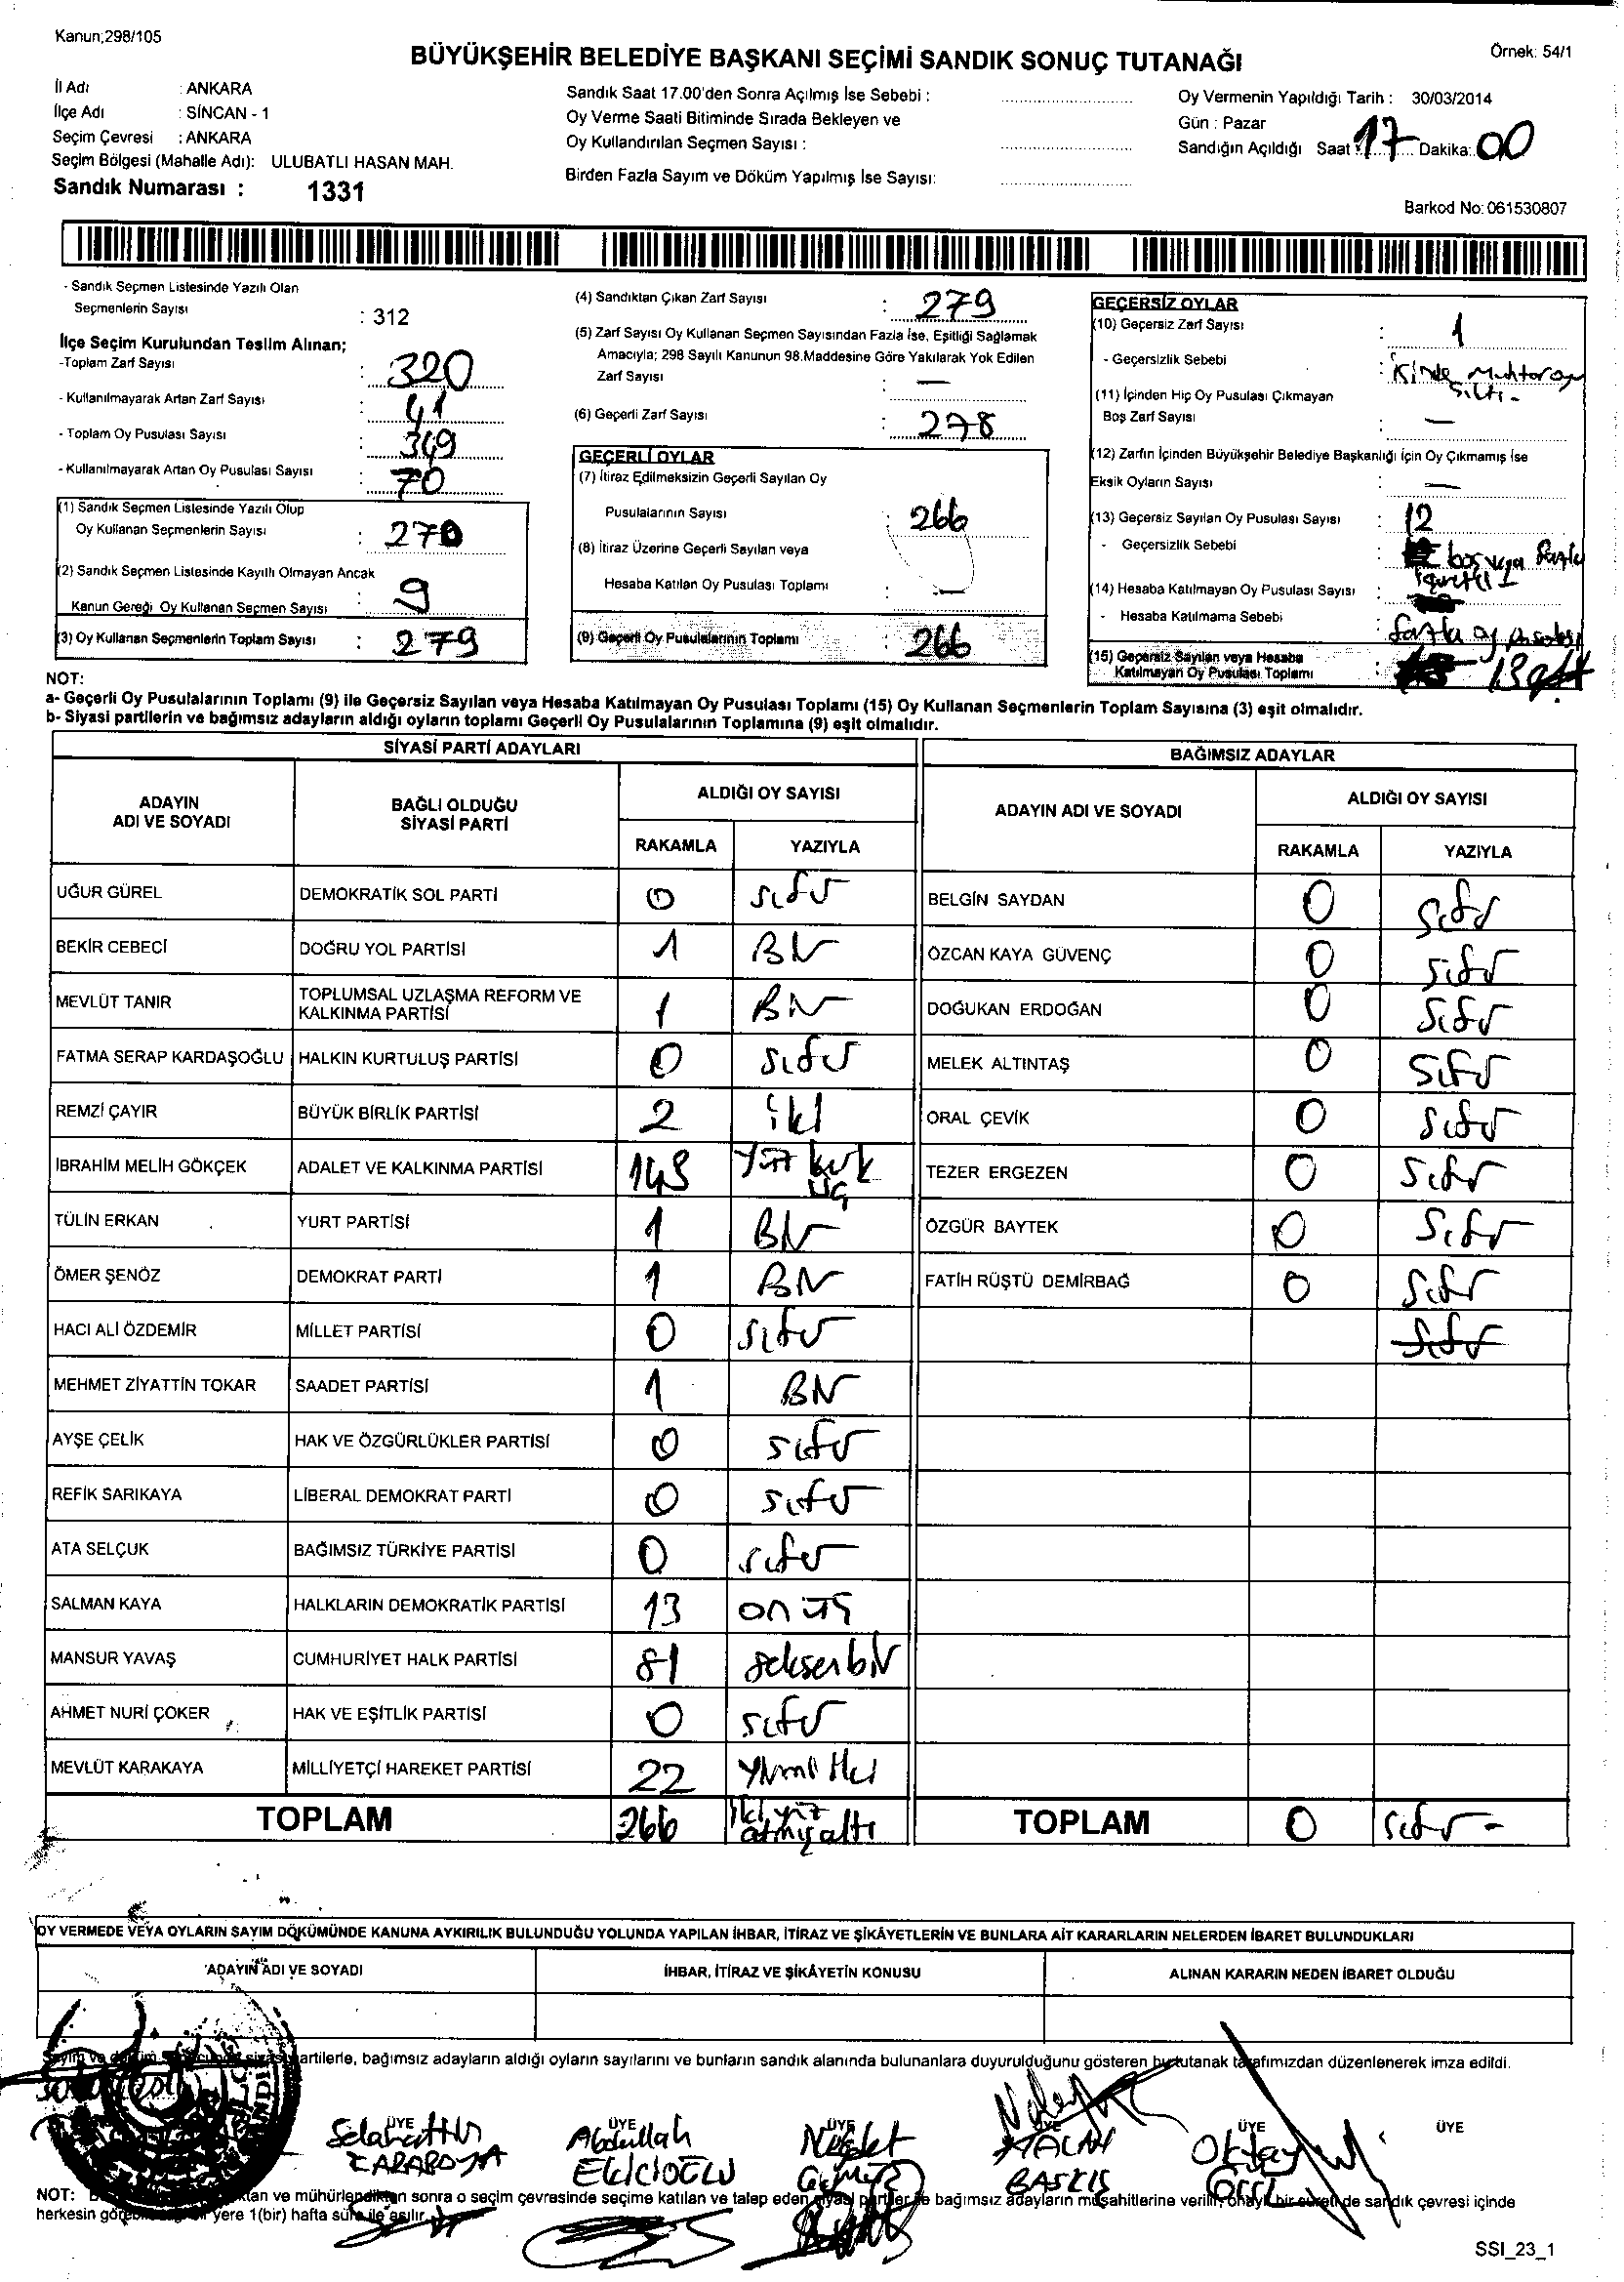 Kanun;298/105
BÜYÜKŞEHİR BELEDİYE BAŞKANI SEÇİMİ SANDIK SONUÇ TUTANAĞI
Örnek: 54/1
İl Adı : ANKARA
İlçe Adı : SİNCAN - 1
Seçim Çevresi : ANKARA
Seçim Bölgesi (Mahalle Adı): ULUBATLI HASAN MAH.
Sandık Numarası : 1331
Sandık Saat 17.00'den Sonra Açılmış İse Sebebi :
Oy Verme Saati Bitiminde Sırada Bekleyen ve
Oy Kullandırılan Seçmen Sayısı :
Birden Fazla Sayım ve Döküm Yapılmış İse Sayısı:
Oy Vermenin Yapıldığı Tarih : 30/03/2014
Gün : Pazar
Sandığın Açıldığı Saat : 17 Dakika: 00
Barkod No: 061530807
- Sandık Seçmen Listesinde Yazılı Olan
Seçmenlerin Sayısı : 312
İlçe Seçim Kurulundan Teslim Alınan;
-Toplam Zarf Sayısı : 320
- Kullanılmayarak Artan Zarf Sayısı : 41
- Toplam Oy Pusulası Sayısı : 349
- Kullanılmayarak Artan Oy Pusulası Sayısı : 70
(1) Sandık Seçmen Listesinde Yazılı Olup
Oy Kullanan Seçmenlerin Sayısı : 270
(2) Sandık Seçmen Listesinde Kayıtlı Olmayan Ancak
Kanun Gereği Oy Kullanan Seçmen Sayısı : 9
(3) Oy Kullanan Seçmenlerin Toplam Sayısı : 279
(4) Sandıktan Çıkan Zarf Sayısı : 279
(5) Zarf Sayısı Oy Kullanan Seçmen Sayısından Fazla İse, Eşitliği Sağlamak
Amacıyla; 298 Sayılı Kanunun 98.Maddesine Göre Yakılarak Yok Edilen
Zarf Sayısı : —
(6) Geçerli Zarf Sayısı : 278
GEÇERLİ OYLAR
(7) İtiraz Edilmeksizin Geçerli Sayılan Oy
Pusulalarının Sayısı : 266
(8) İtiraz Üzerine Geçerli Sayılan veya
Hesaba Katılan Oy Pusulası Toplamı : —
(9) Geçerli Oy Pusulalarının Toplamı : 266
GEÇERSİZ OYLAR
(10) Geçersiz Zarf Sayısı : 1
- Geçersizlik Sebebi : içinde
(11) İçinden Hiç Oy Pusulası Çıkmayan
Boş Zarf Sayısı : —
(12) Zarfın İçinden Büyükşehir Belediye Başkanlığı İçin Oy Çıkmamış İse
Eksik Oyların Sayısı : —
(13) Geçersiz Sayılan Oy Pusulası Sayısı : 12
- Geçersizlik Sebebi : boş veya fazla
(14) Hesaba Katılmayan Oy Pusulası Sayısı :
- Hesaba Katılmama Sebebi : fazla oy pusulası
(15) Geçersiz Sayılan veya Hesaba
Katılmayan Oy Pusulası Toplamı : 13
NOT:
a- Geçerli Oy Pusulalarının Toplamı (9) ile Geçersiz Sayılan veya Hesaba Katılmayan Oy Pusulası Toplamı (15) Oy Kullanan Seçmenlerin Toplam Sayısına (3) eşit olmalıdır.
b- Siyasi partilerin ve bağımsız adayların aldığı oyların toplamı Geçerli Oy Pusulalarının Toplamına (9) eşit olmalıdır.
SİYASİ PARTİ ADAYLARI
ADAYIN ADI VE SOYADI BAĞLI OLDUĞU SİYASİ PARTİ ALDIĞI OY SAYISI
RAKAMLA YAZIYLA
UĞUR GÜREL DEMOKRATİK SOL PARTİ 0 sıfır
BEKİR CEBECİ DOĞRU YOL PARTİSİ 1 Bir
MEVLÜT TANIR TOPLUMSAL UZLAŞMA REFORM VE KALKINMA PARTİSİ 1 Bir
FATMA SERAP KARDAŞOĞLU HALKIN KURTULUŞ PARTİSİ 0 sıfır
REMZİ ÇAYIR BÜYÜK BİRLİK PARTİSİ 2 iki
İBRAHİM MELİH GÖKÇEK ADALET VE KALKINMA PARTİSİ 143 Yüz kırk üç
TÜLİN ERKAN YURT PARTİSİ 1 Bir
ÖMER ŞENÖZ DEMOKRAT PARTİ 1 Bir
HACI ALİ ÖZDEMİR MİLLET PARTİSİ 0 sıfır
MEHMET ZİYATTİN TOKAR SAADET PARTİSİ 1 Bir
AYŞE ÇELİK HAK VE ÖZGÜRLÜKLER PARTİSİ 0 sıfır
REFİK SARIKAYA LİBERAL DEMOKRAT PARTİ 0 sıfır
ATA SELÇUK BAĞIMSIZ TÜRKİYE PARTİSİ 0 sıfır
SALMAN KAYA HALKLARIN DEMOKRATİK PARTİSİ 13 on üç
MANSUR YAVAŞ CUMHURİYET HALK PARTİSİ 81 seksenbir
AHMET NURİ ÇOKER HAK VE EŞİTLİK PARTİSİ 0 sıfır
MEVLÜT KARAKAYA MİLLİYETÇİ HAREKET PARTİSİ 22 Yirmi iki
TOPLAM 266 ikiyüz atmışaltı
BAĞIMSIZ ADAYLAR
ADAYIN ADI VE SOYADI ALDIĞI OY SAYISI
RAKAMLA YAZIYLA
BELGİN SAYDAN 0 sıfır
ÖZCAN KAYA GÜVENÇ 0 sıfır
DOĞUKAN ERDOĞAN 0 sıfır
MELEK ALTINTAŞ 0 sıfır
ORAL ÇEVİK 0 sıfır
TEZER ERGEZEN 0 sıfır
ÖZGÜR BAYTEK 0 sıfır
FATİH RÜŞTÜ DEMİRBAĞ 0 sıfır
sıfır
TOPLAM 0 sıfır -
OY VERMEDE VEYA OYLARIN SAYIM DÖKÜMÜNDE KANUNA AYKIRILIK BULUNDUĞU YOLUNDA YAPILAN İHBAR, İTİRAZ VE ŞİKÂYETLERİN VE BUNLARA AİT KARARLARIN NELERDEN İBARET BULUNDUKLARI
ADAYIN ADI VE SOYADI İHBAR, İTİRAZ VE ŞİKÂYETİN KONUSU ALINAN KARARIN NEDEN İBARET OLDUĞU
partilerle, bağımsız adayların aldığı oyların sayılarını ve bunların sandık alanında bulunanlara duyurulduğunu gösteren bu tutanak tarafımızdan düzenlenerek imza edildi.
ÜYE ÜYE ÜYE ÜYE ÜYE ÜYE
Selahattin Abdullah Necdet Oktay
EKİCİOĞLU BASKIŞ
NOT: ve mühürlendikten sonra o seçim çevresinde seçime katılan ve talep eden siyasi partiler ile bağımsız adayların müşahitlerine verilir, onaylı bir sureti de sandık çevresi içinde
herkesin yere 1(bir) hafta süre ile asılır.
SSI_23_1